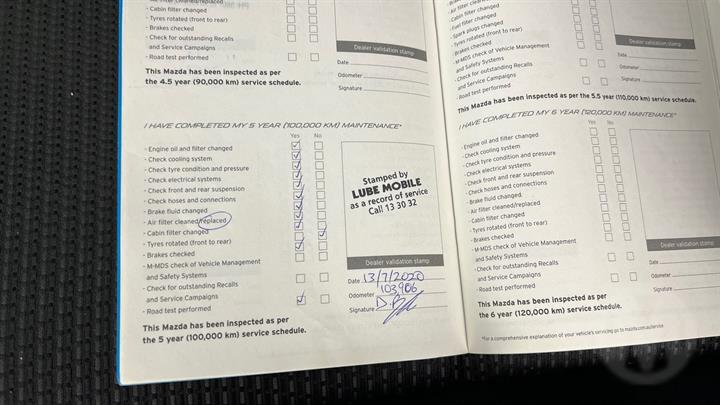 - Cabin filter changed
- Tyres rotated (front to rear)
- Brakes checked
- Check for outstanding Recalls
and Service Campaigns
- Road test performed
This Mazda has been inspected as per
the 4.5 year (90,000 km) service schedule.
Dealer validation stamp
Date
Odometer
Signature
I HAVE COMPLETED MY 5 YEAR (100,000 KM) MAINTENANCE*
Yes No
- Engine oil and filter changed
- Check cooling system
- Check tyre condition and pressure
- Check electrical systems
- Check front and rear suspension
- Check hoses and connections
- Brake fluid changed
- Air filter cleaned/replaced
- Cabin filter changed
- Tyres rotated (front to rear)
- Brakes checked
- M-MDS check of Vehicle Management
and Safety Systems
- Check for outstanding Recalls
and Service Campaigns
- Road test performed
This Mazda has been inspected as per
the 5 year (100,000 km) service schedule.
Stamped by
LUBE MOBILE
as a record of service
Call 13 30 32
Dealer validation stamp
Date 13/7/2020
Odometer 103906
Signature
- Air filter cleaned/replaced
- Cabin filter changed
- Fuel filter changed
- Spark plugs changed
- Tyres rotated (front to rear)
- Brakes checked
- M-MDS check of Vehicle Management
and Safety Systems
- Check for outstanding Recalls
and Service Campaigns
- Road test performed
This Mazda has been inspected as per the 5.5 year (110,000 km) service schedule.
Dealer validation stamp
Date
Odometer
Signature
I HAVE COMPLETED MY 6 YEAR (120,000 KM) MAINTENANCE*
Yes No
- Engine oil and filter changed
- Check cooling system
- Check tyre condition and pressure
- Check electrical systems
- Check front and rear suspension
- Check hoses and connections
- Brake fluid changed
- Air filter cleaned/replaced
- Cabin filter changed
- Tyres rotated (front to rear)
- Brakes checked
- M-MDS check of Vehicle Management
and Safety Systems
- Check for outstanding Recalls
and Service Campaigns
- Road test performed
This Mazda has been inspected as per
the 6 year (120,000 km) service schedule.
Dealer validation stamp
Date
Odometer
Signature
*For a comprehensive explanation of your vehicle's servicing go to mazda.com.au/service